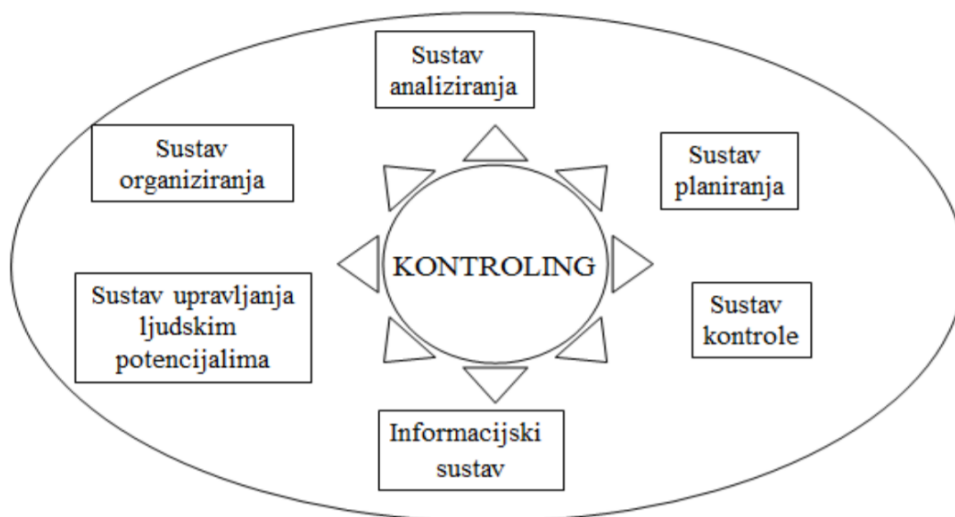 Sustav
analiziranja
Sustav
organiziranja
Sustav
planiranja
KONTROLING
Sustav upravljanja
ljudskim
potencijalima
Sustav
kontrole
Informacijski
sustav